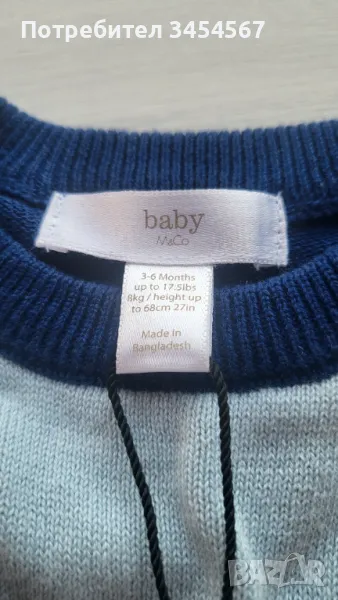 Потребител 3454567
baby
M&Co
3-6 Months
up to 17.5lbs
8kg / height up
to 68cm 27in
Made in
Bangladesh
BAZAR